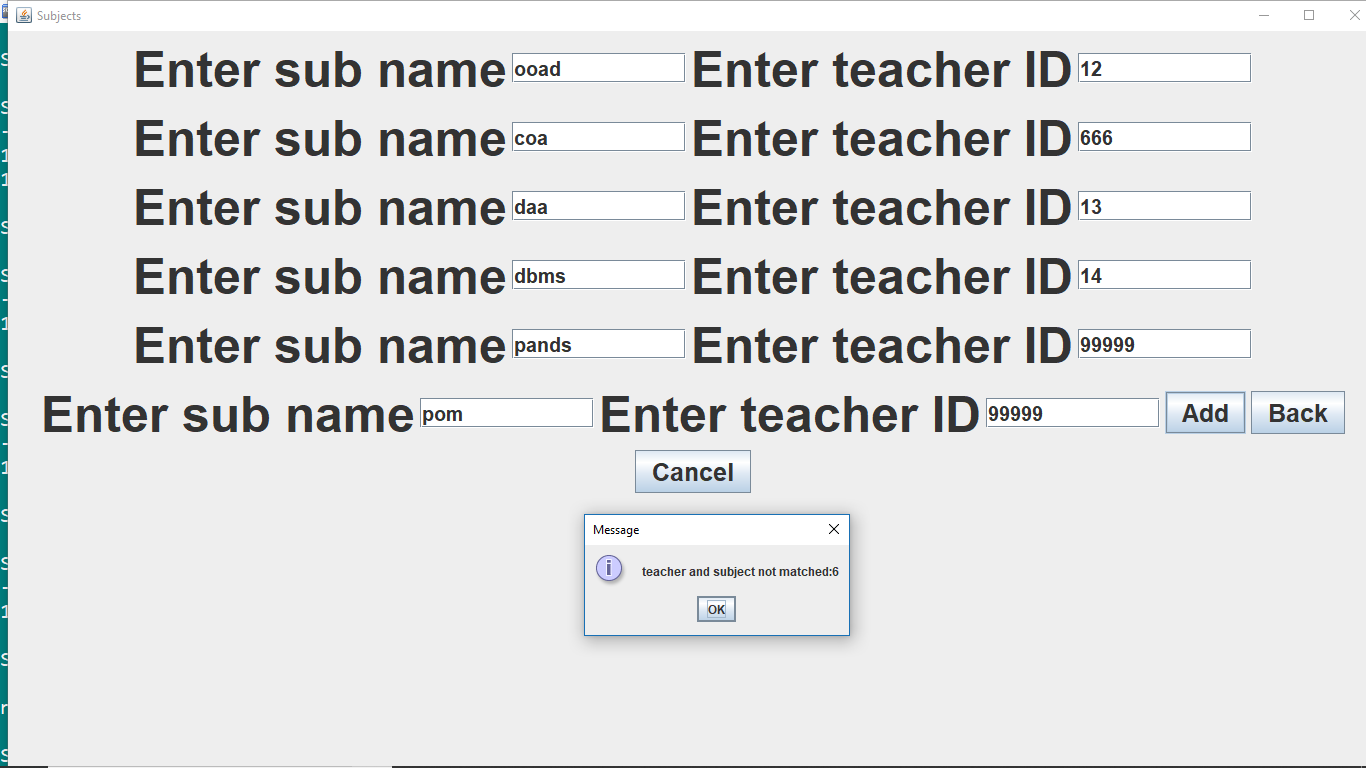 Subjects
Enter sub name ooad Enter teacher ID 12
Enter sub name coa Enter teacher ID 666
Enter sub name daa Enter teacher ID 13
Enter sub name dbms Enter teacher ID 14
Enter sub name pands Enter teacher ID 99999
Enter sub name pom Enter teacher ID 99999 Add Back
Cancel
Message
teacher and subject not matched:6
OK